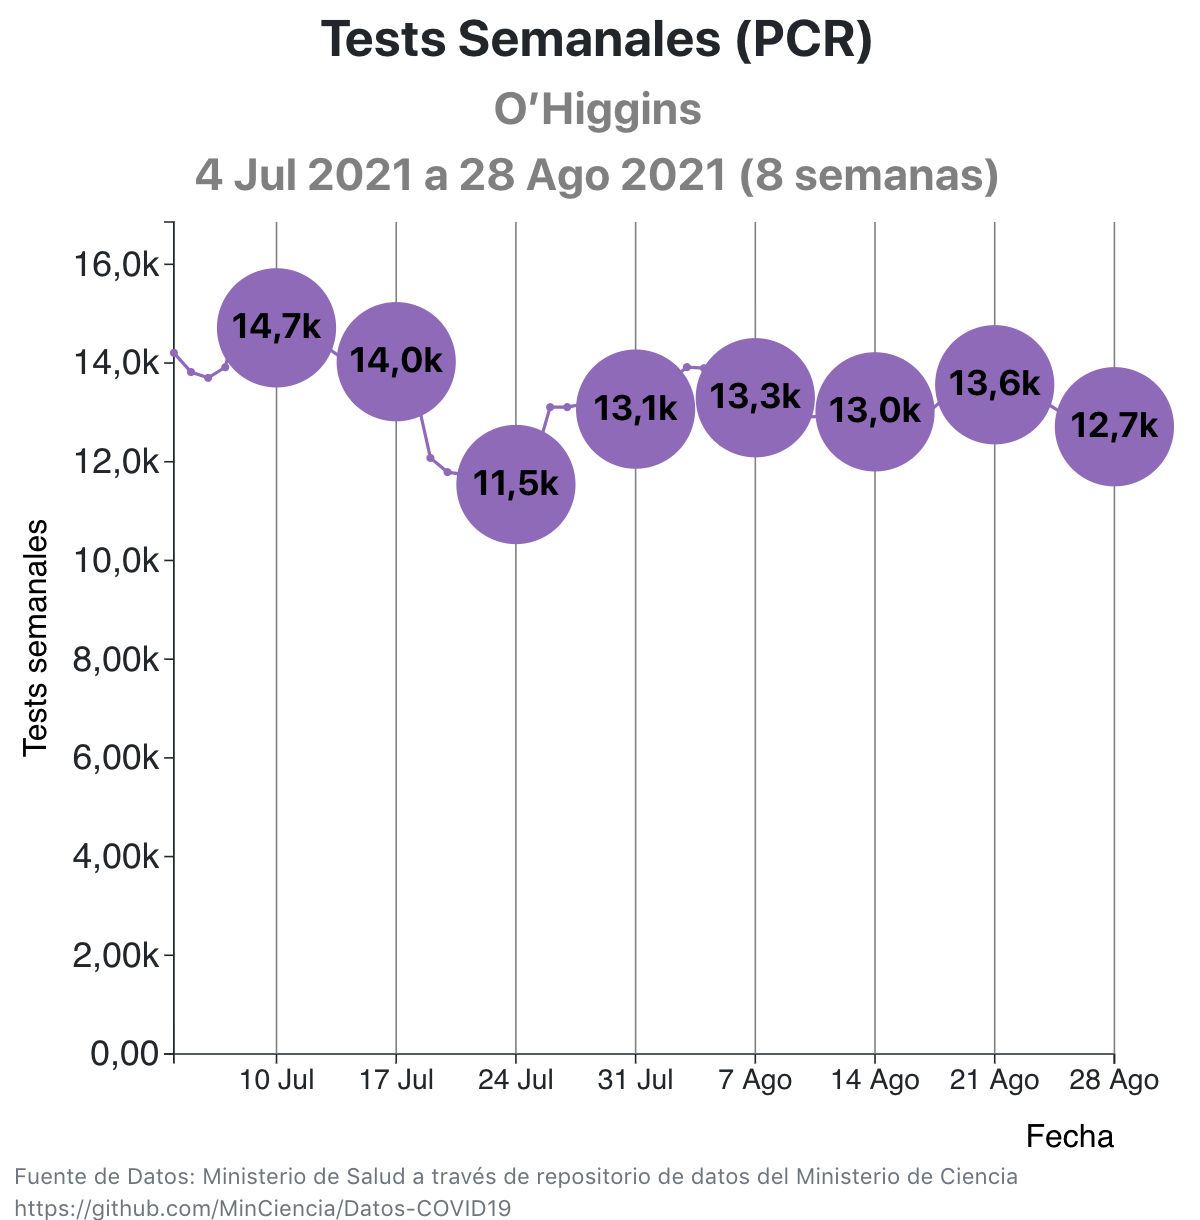 Tests Semanales (PCR)
O’Higgins
4 Jul 2021 a 28 Ago 2021 (8 semanas)
16,0k
14,0k
12,0k
10,0k
8,00k
6,00k
4,00k
2,00k
0,00
Tests semanales
14,7k
14,0k
11,5k
13,1k
13,3k
13,0k
13,6k
12,7k
10 Jul
17 Jul
24 Jul
31 Jul
7 Ago
14 Ago
21 Ago
28 Ago
Fecha
Fuente de Datos: Ministerio de Salud a través de repositorio de datos del Ministerio de Ciencia
https://github.com/MinCiencia/Datos-COVID19